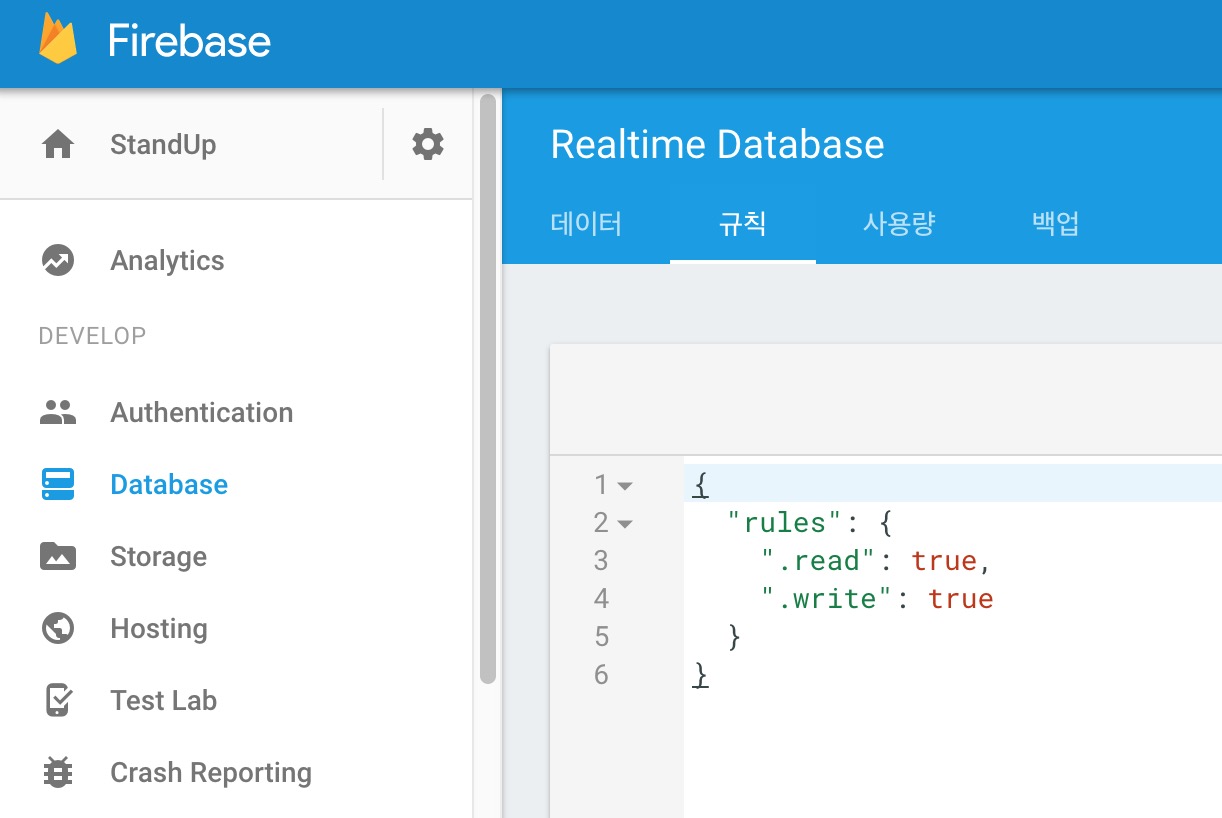 Firebase
StandUp
Analytics
DEVELOP
Authentication
Database
Storage
Hosting
Test Lab
Crash Reporting
Realtime Database
데이터 규칙 사용량 백업
1 {
2 "rules": {
3 ".read": true,
4 ".write": true
5 }
6 }